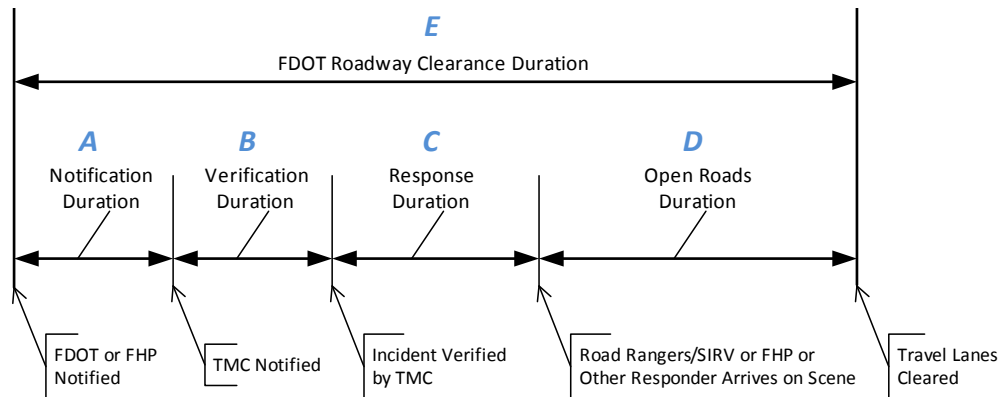 E
FDOT Roadway Clearance Duration
A
Notification
Duration
B
Verification
Duration
C
Response
Duration
D
Open Roads
Duration
FDOT or FHP
Notified
TMC Notified
Incident Verified
by TMC
Road Rangers/SIRV or FHP or
Other Responder Arrives on Scene
Travel Lanes
Cleared